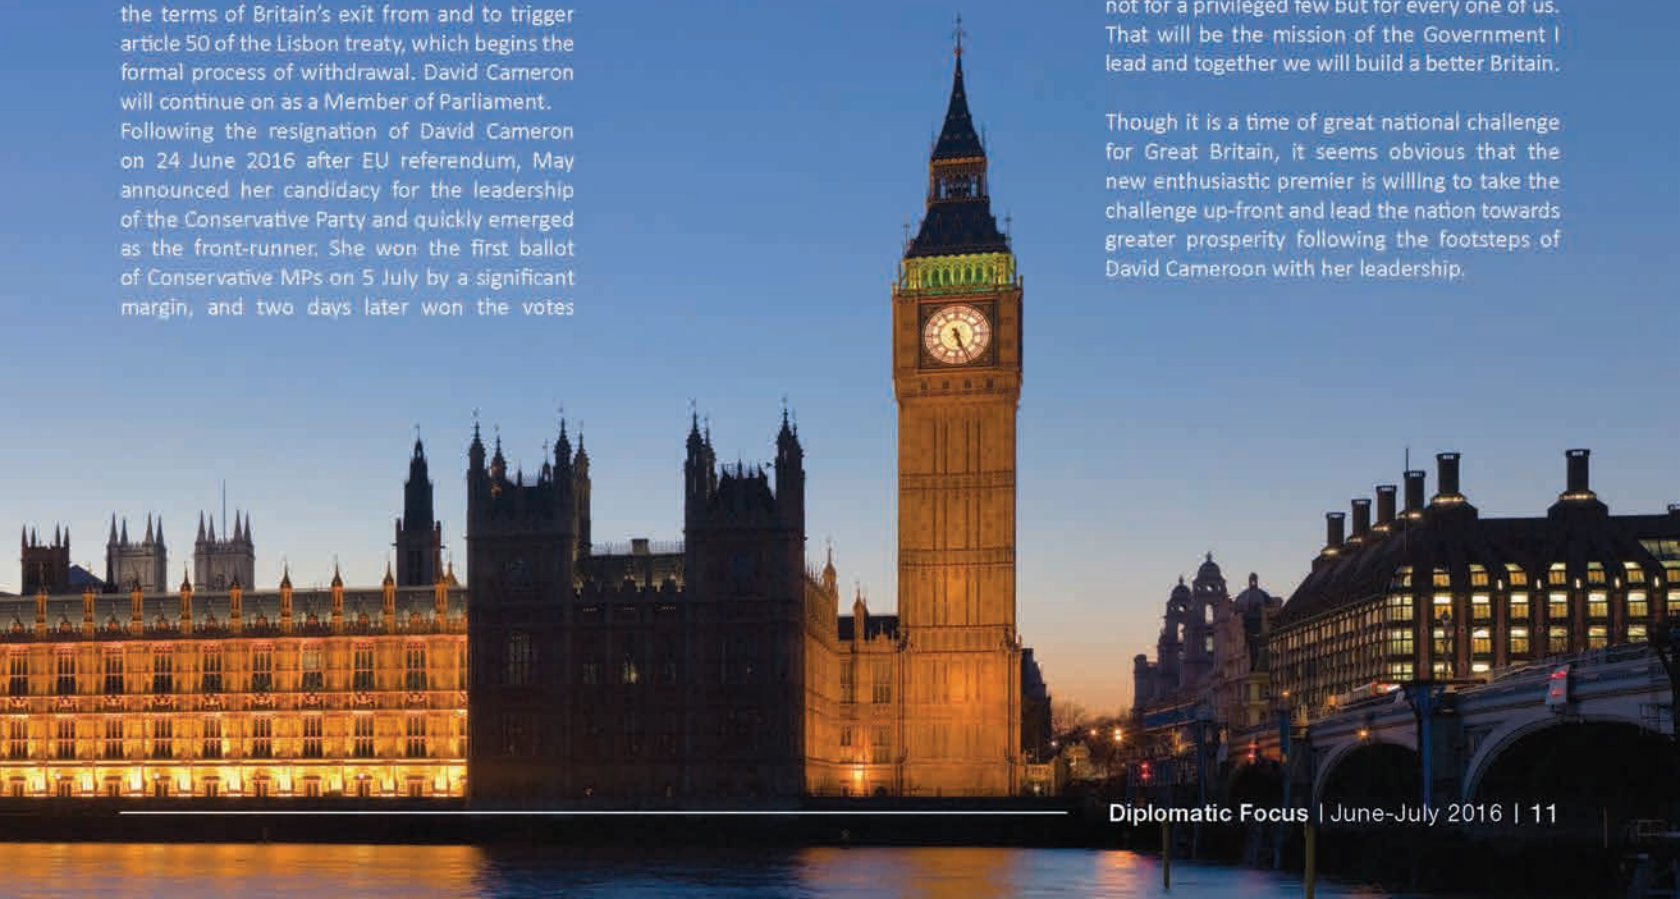 the terms of Britain's exit from and to trigger
article 50 of the Lisbon treaty, which begins the
formal process of withdrawal. David Cameron
will continue on as a Member of Parliament.
Following the resignation of David Cameron
on 24 June 2016 after EU referendum, May
announced her candidacy for the leadership
of the Conservative Party and quickly emerged
as the front-runner. She won the first ballot
of Conservative MPs on 5 July by a significant
margin, and two days later won the votes
not for a privileged few but for every one of us.
That will be the mission of the Government I
lead and together we will build a better Britain.
Though it is a time of great national challenge
for Great Britain, it seems obvious that the
new enthusiastic premier is willing to take the
challenge up-front and lead the nation towards
greater prosperity following the footsteps of
David Cameroon with her leadership.
Diplomatic Focus | June-July 2016 | 11